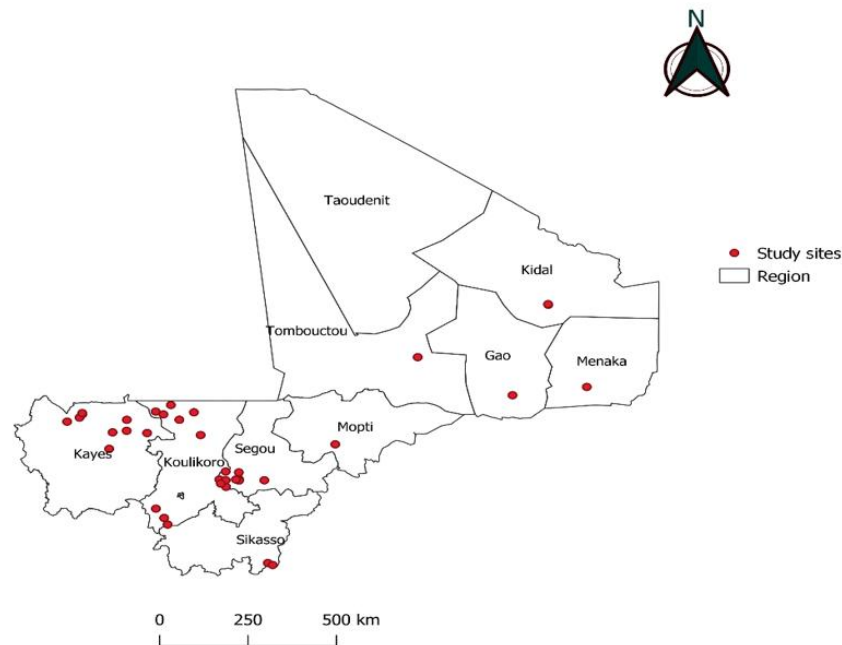 N
Taoudenit
Study sites
Kidal
Region
Tombouctou
Gao
Menaka
Mopti
Segou
Kayes
Koulikoro
Sikasso
0 250 500 km